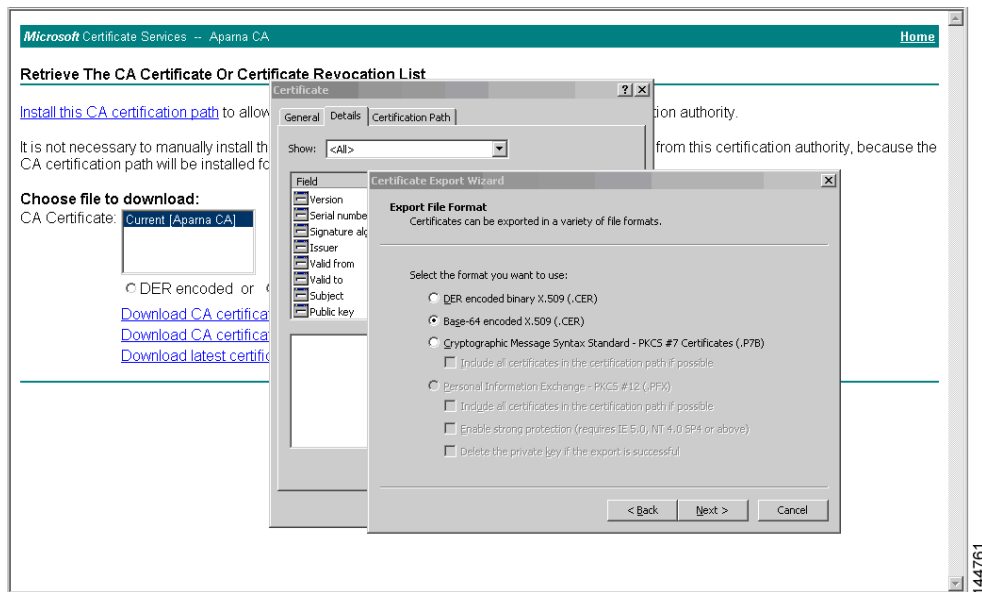 Microsoft Certificate Services -- Aparna CA
Home
Retrieve The CA Certificate Or Certificate Revocation List
Install this CA certification path to allow
tion authority.
It is not necessary to manually install th
from this certification authority, because the
CA certification path will be installed fo
Choose file to download:
CA Certificate:
Current [Aparna CA]
DER encoded or
Download CA certifica
Download CA certifica
Download latest certific
Certificate
General
Details
Certification Path
Show:
<All>
Field
Version
Serial numbe
Signature alg
Issuer
Valid from
Valid to
Subject
Public key
Certificate Export Wizard
Export File Format
Certificates can be exported in a variety of file formats.
Select the format you want to use:
DER encoded binary X.509 (.CER)
Base-64 encoded X.509 (.CER)
Cryptographic Message Syntax Standard - PKCS #7 Certificates (.P7B)
Include all certificates in the certification path if possible
Personal Information Exchange - PKCS #12 (.PFX)
Include all certificates in the certification path if possible
Enable strong protection (requires IE 5.0, NT 4.0 SP4 or above)
Delete the private key if the export is successful
< Back
Next >
Cancel
144761